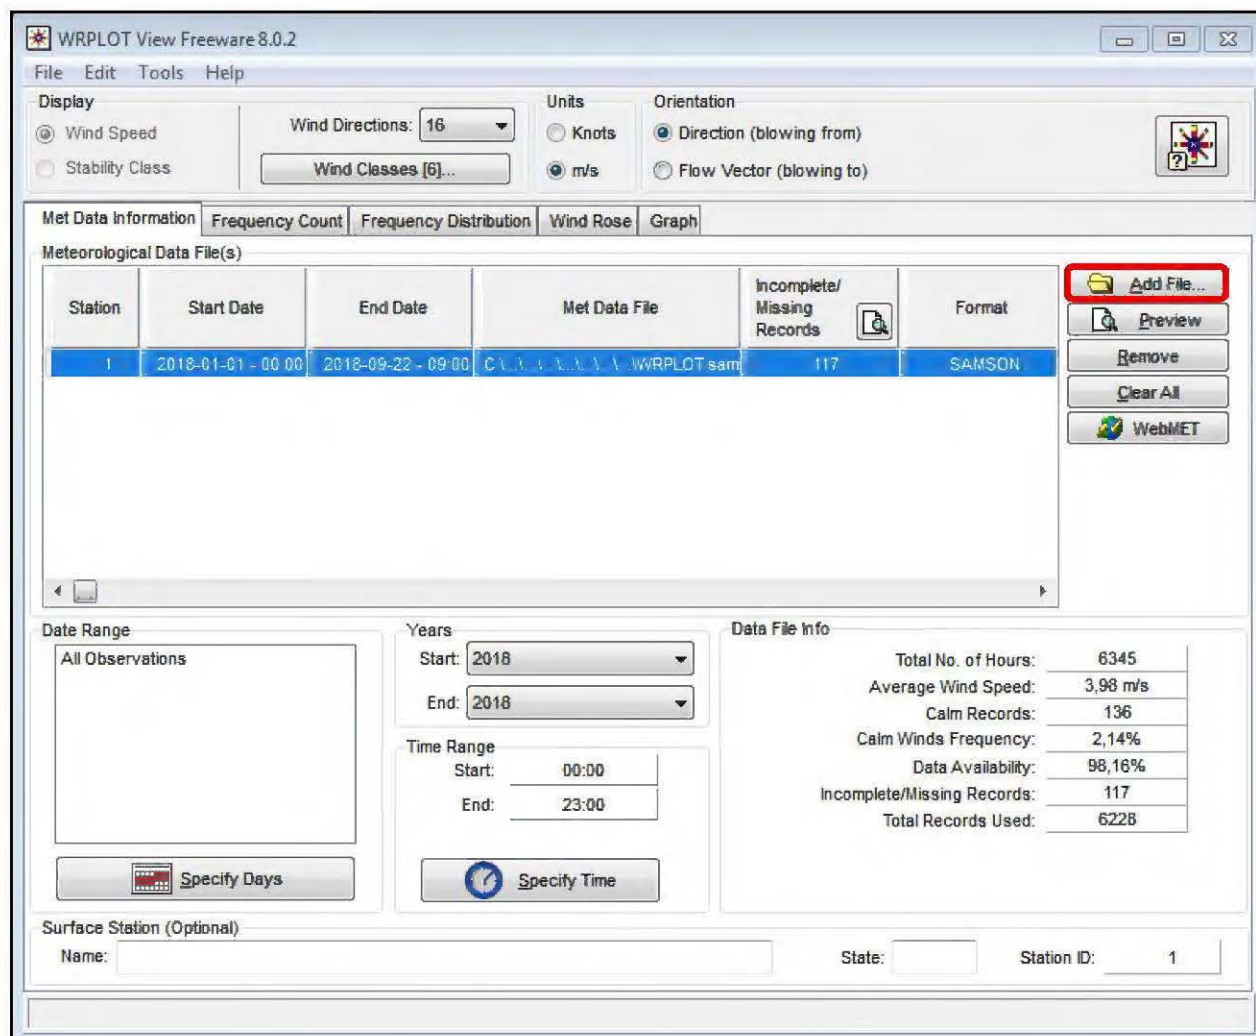 WRPLOT View Freeware 8.0.2
File Edit Tools Help
Display
Wind Speed
Stability Class
Wind Directions: 16
Wind Classes [6]...
Units
Knots
m/s
Orientation
Direction (blowing from)
Flow Vector (blowing to)
Met Data Information Frequency Count Frequency Distribution Wind Rose Graph
Meteorological Data File(s)
Station Start Date End Date Met Data File Incomplete/ Missing Records Format
1 2018-01-01 - 00:00 2018-09-22 - 09:00 C:\...\...\...\...\...\...\WRPLOT sam 117 SAMSON
Add File...
Preview
Remove
Clear All
WebMET
Date Range
All Observations
Specify Days
Years
Start: 2018
End: 2018
Time Range
Start: 00:00
End: 23:00
Specify Time
Data File Info
Total No. of Hours: 6345
Average Wind Speed: 3,98 m/s
Calm Records: 136
Calm Winds Frequency: 2,14%
Data Availability: 98,16%
Incomplete/Missing Records: 117
Total Records Used: 6228
Surface Station (Optional)
Name: State: Station ID: 1